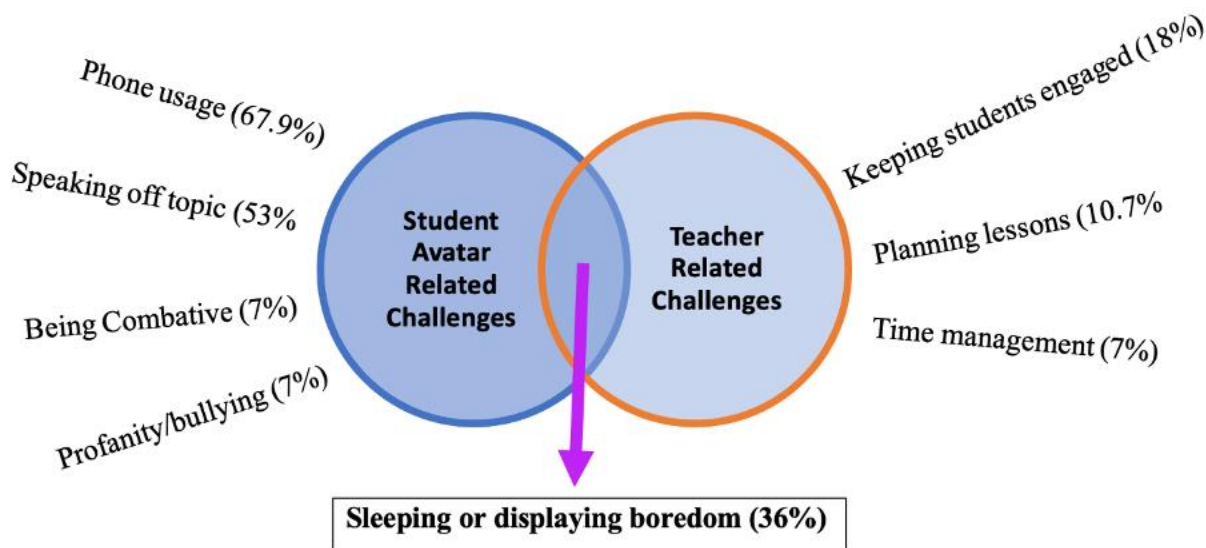 Phone usage (67.9%)
Speaking off topic (53%
Being Combative (7%)
Profanity/bullying (7%)
Student
Avatar
Related
Challenges
Teacher
Related
Challenges
Keeping students engaged (18%)
Planning lessons (10.7%
Time management (7%)
Sleeping or displaying boredom (36%)